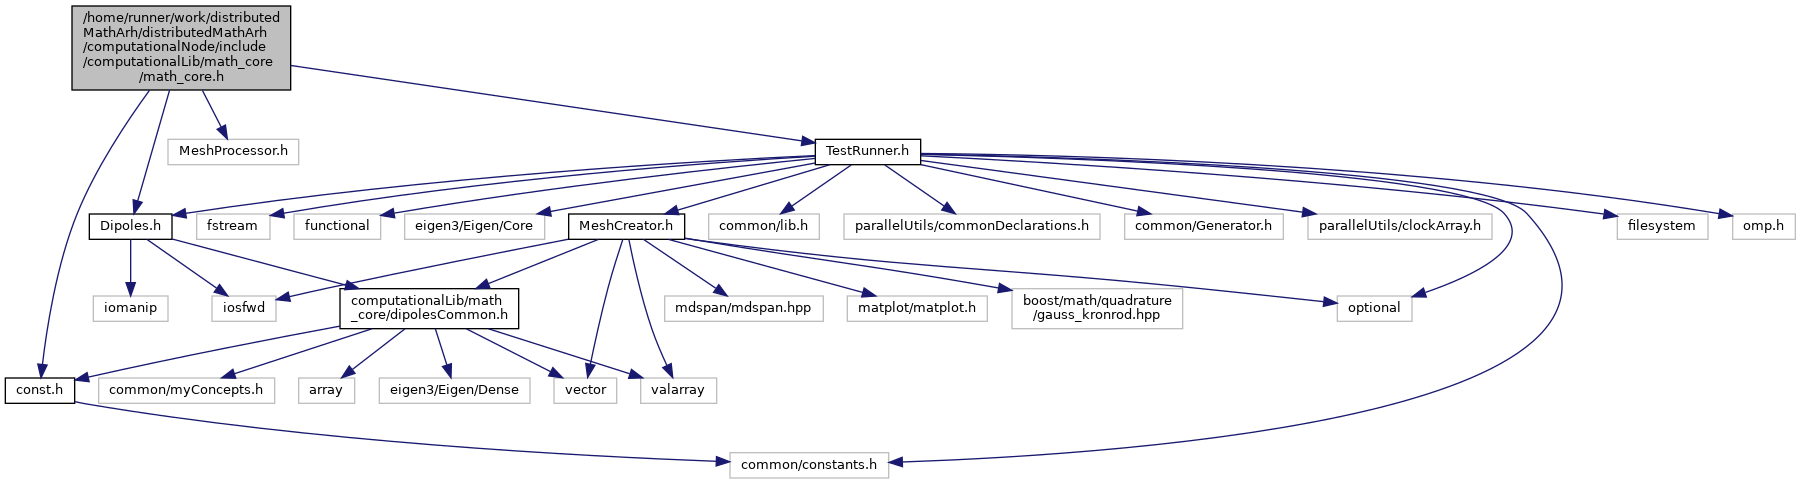 /home/runner/work/distributed
MathArh/distributedMathArh
/computationalNode/include
/computationalLib/math_core
/math_core.h
MeshProcessor.h
TestRunner.h
Dipoles.h
fstream
functional
eigen3/Eigen/Core
MeshCreator.h
common/lib.h
parallelUtils/commonDeclarations.h
common/Generator.h
parallelUtils/clockArray.h
filesystem
omp.h
iomanip
iosfwd
computationalLib/math
_core/dipolesCommon.h
mdspan/mdspan.hpp
matplot/matplot.h
boost/math/quadrature
/gauss_kronrod.hpp
optional
const.h
common/myConcepts.h
array
eigen3/Eigen/Dense
vector
valarray
common/constants.h